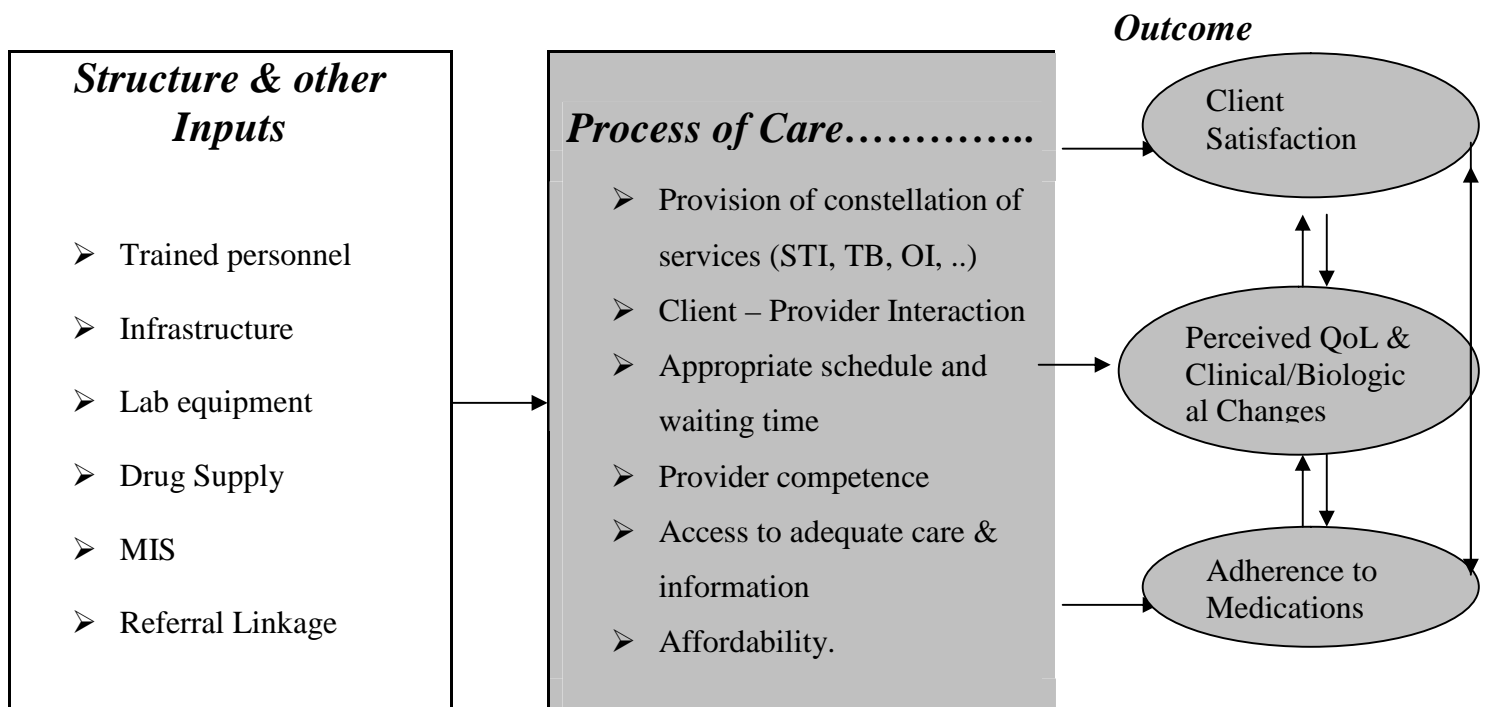 Outcome
Structure & other
Inputs
➢ Trained personnel
➢ Infrastructure
➢ Lab equipment
➢ Drug Supply
➢ MIS
➢ Referral Linkage
Process of Care…………..
➢ Provision of constellation of
services (STI, TB, OI, ..)
➢ Client – Provider Interaction
➢ Appropriate schedule and
waiting time
➢ Provider competence
➢ Access to adequate care &
information
➢ Affordability.
Client
Satisfaction
Perceived QoL &
Clinical/Biologic
al Changes
Adherence to
Medications